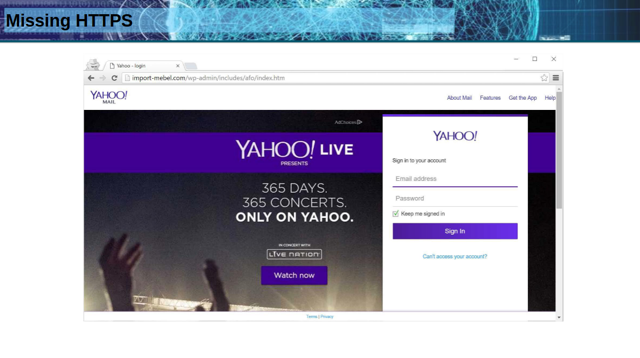 Missing HTTPS
Yahoo - login
import-mebel.com/wp-admin/includes/afo/index.htm
YAHOO!
MAIL
About Mail Features Get the App Help
AdChoices
YAHOO! LIVE
PRESENTS
365 DAYS.
365 CONCERTS.
ONLY ON YAHOO.
IN CONCERT WITH
LIVE NATION
Watch now
YAHOO!
Sign in to your account
Email address
Password
Keep me signed in
Sign In
Can't access your account?
Terms | Privacy